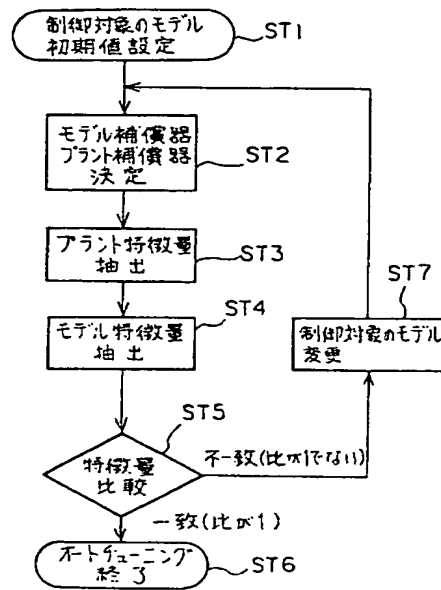 制御対象のモデル
初期値設定
ST1
モデル補償器
プラント補償器
決定
ST2
プラント特徴量
抽出
ST3
モデル特徴量
抽出
ST4
特徴量
比較
ST5
不一致(比が1でない)
制御対象のモデル
変更
ST7
一致(比が1)
オートチューニング
終了
ST6